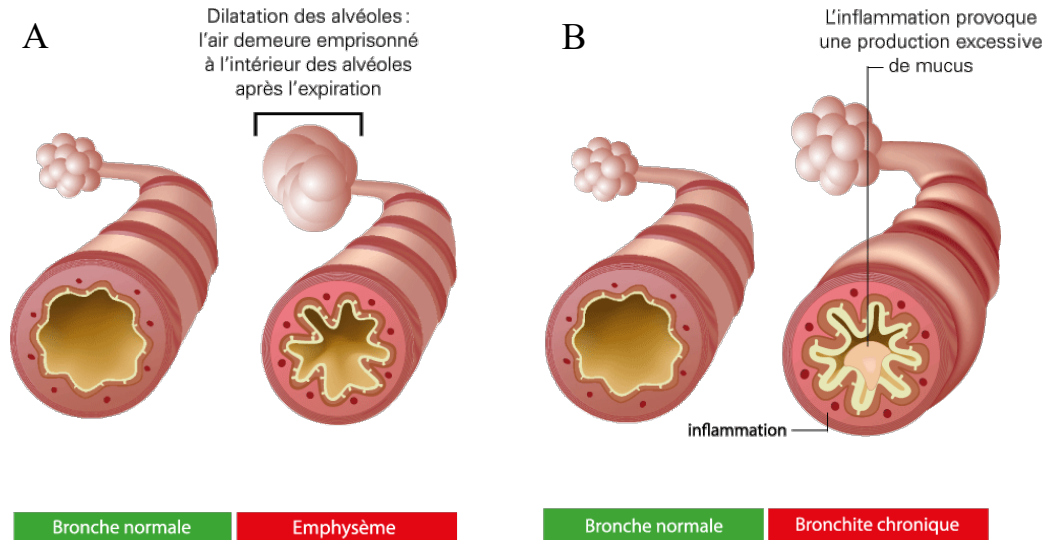 A
Dilatation des alvéoles :
l'air demeure emprisonné
à l'intérieur des alvéoles
après l'expiration
Bronche normale
Emphysème
B
L'inflammation provoque
une production excessive
de mucus
inflammation
Bronche normale
Bronchite chronique